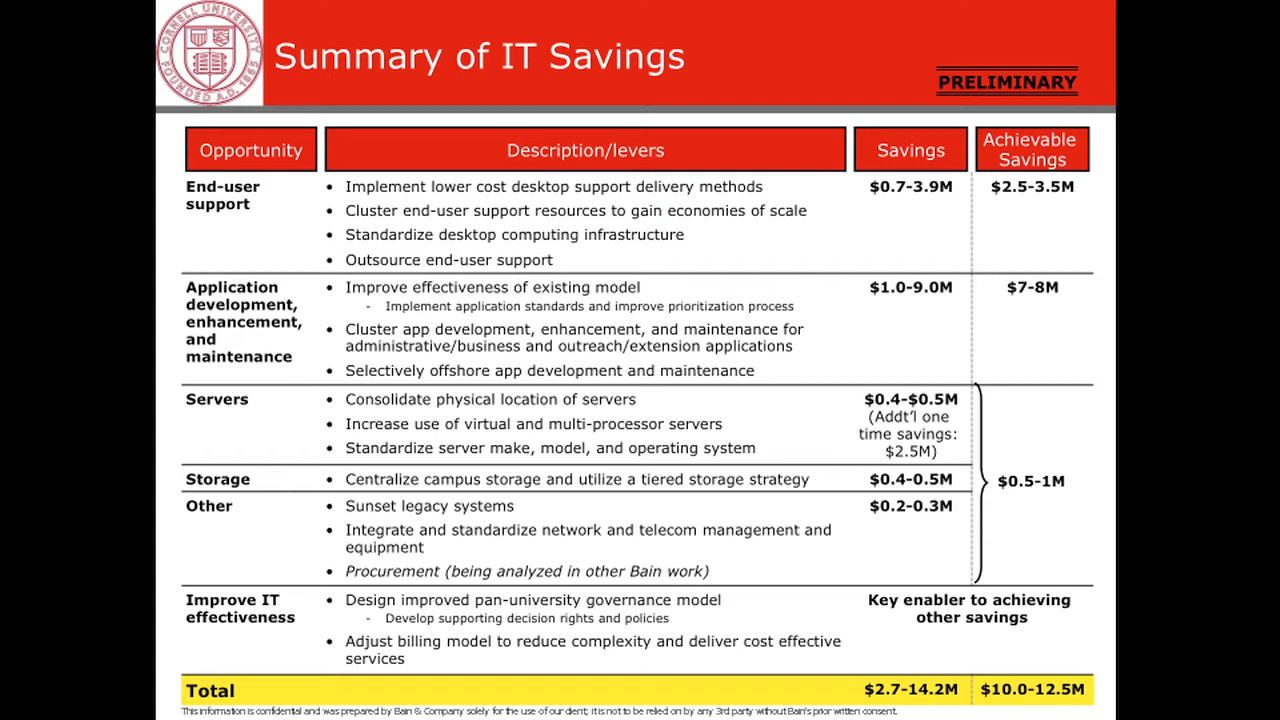 CORNELL UNIVERSITY
FOUNDED A.D. 1865
Summary of IT Savings
PRELIMINARY
Opportunity
Description/levers
Savings
Achievable
Savings
End-user
support
• Implement lower cost desktop support delivery methods
• Cluster end-user support resources to gain economies of scale
• Standardize desktop computing infrastructure
• Outsource end-user support
$0.7-3.9M
$2.5-3.5M
Application
development,
enhancement,
and
maintenance
• Improve effectiveness of existing model
- Implement application standards and improve prioritization process
• Cluster app development, enhancement, and maintenance for
administrative/business and outreach/extension applications
• Selectively offshore app development and maintenance
$1.0-9.0M
$7-8M
Servers
• Consolidate physical location of servers
• Increase use of virtual and multi-processor servers
• Standardize server make, model, and operating system
$0.4-$0.5M
(Addt'l one
time savings:
$2.5M)
Storage
• Centralize campus storage and utilize a tiered storage strategy
$0.4-0.5M
$0.5-1M
Other
• Sunset legacy systems
• Integrate and standardize network and telecom management and
equipment
• Procurement (being analyzed in other Bain work)
$0.2-0.3M
Improve IT
effectiveness
• Design improved pan-university governance model
- Develop supporting decision rights and policies
• Adjust billing model to reduce complexity and deliver cost effective
services
Key enabler to achieving
other savings
Total
$2.7-14.2M
$10.0-12.5M
This information is confidential and was prepared by Bain & Company solely for the use of our client; it is not to be relied on by any 3rd party without Bain's prior written consent.